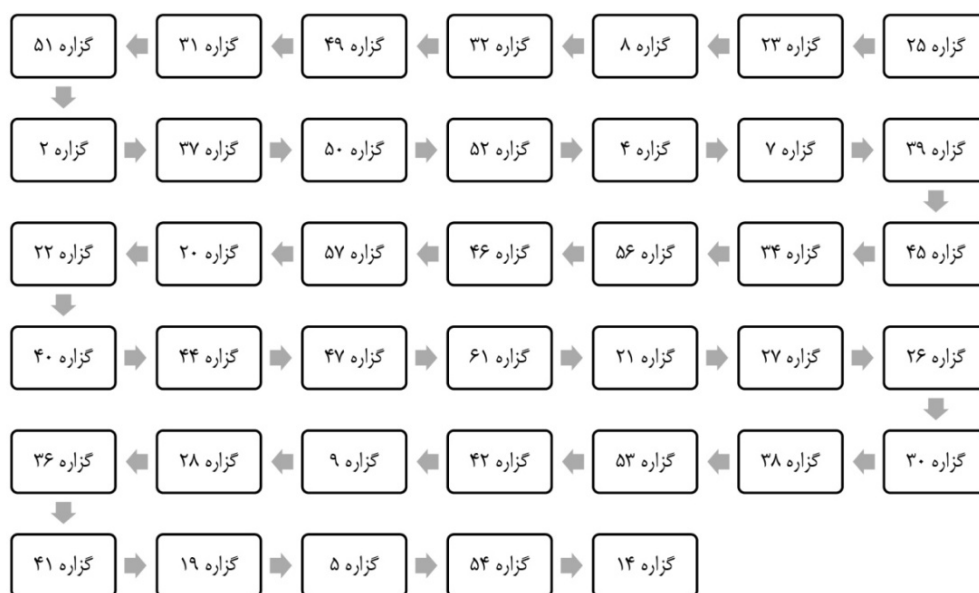 گزاره ۲۵ گزاره ۲۳ گزاره ۸ گزاره ۳۲ گزاره ۴۹ گزاره ۳۱ گزاره ۵۱
گزاره ۲ گزاره ۳۷ گزاره ۵۰ گزاره ۵۲ گزاره ۴ گزاره ۷ گزاره ۳۹
گزاره ۴۵ گزاره ۳۴ گزاره ۵۶ گزاره ۴۶ گزاره ۵۷ گزاره ۲۰ گزاره ۲۲
گزاره ۴۰ گزاره ۴۴ گزاره ۴۷ گزاره ۶۱ گزاره ۲۱ گزاره ۲۷ گزاره ۲۶
گزاره ۳۰ گزاره ۳۸ گزاره ۵۳ گزاره ۴۲ گزاره ۹ گزاره ۲۸ گزاره ۳۶
گزاره ۴۱ گزاره ۱۹ گزاره ۵ گزاره ۵۴ گزاره ۱۴